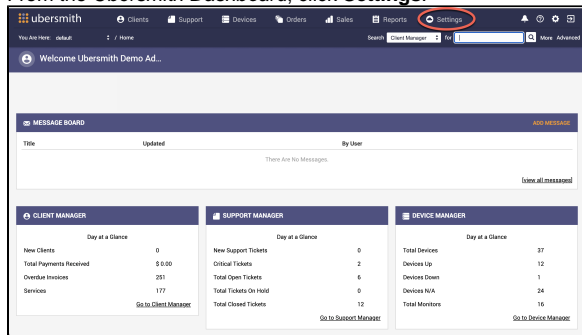 From the Ubersmith Dashboard, click Settings.
ubersmith Clients Support Devices Orders Sales Reports Settings
You Are Here: default / Home Search Client Manager for More Advanced
Welcome Ubersmith Demo Ad...
MESSAGE BOARD ADD MESSAGE
Title Updated By User
There Are No Messages.
[view all messages]
CLIENT MANAGER SUPPORT MANAGER DEVICE MANAGER
Day at a Glance Day at a Glance Day at a Glance
New Clients 0 New Support Tickets 0 Total Devices 37
Total Payments Received $ 0.00 Critical Tickets 2 Devices Up 12
Overdue Invoices 251 Total Open Tickets 6 Devices Down 1
Services 177 Total Tickets On Hold 0 Devices N/A 24
Go to Client Manager Total Closed Tickets 12 Total Monitors 16
Go to Support Manager Go to Device Manager